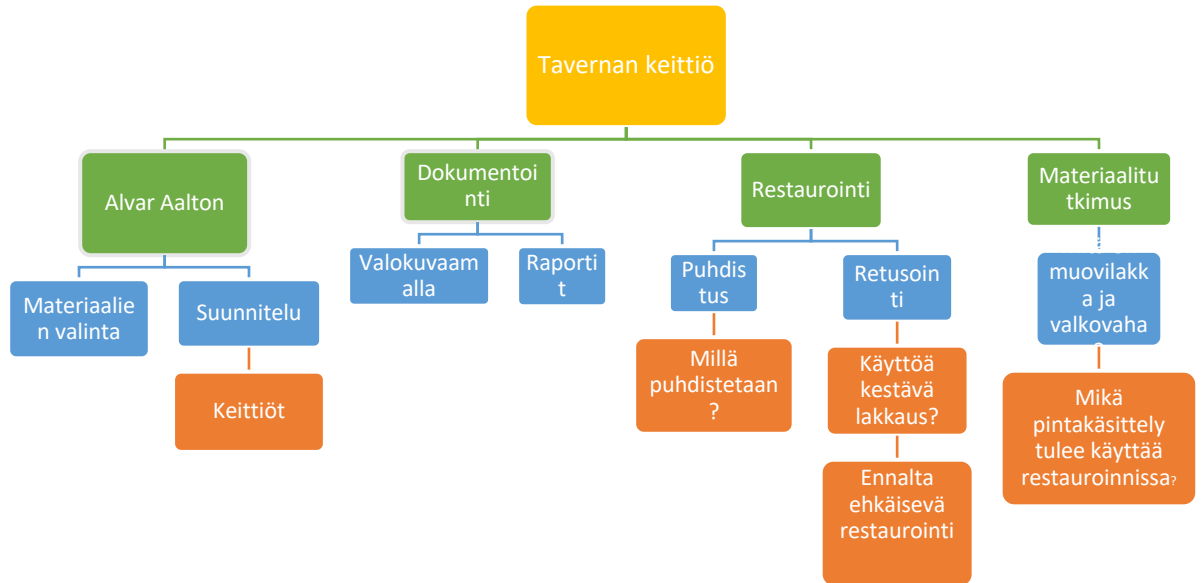 Tavernan keittiö
Alvar Aalton
Dokumentoi
nti
Restaurointi
Materiaalitu
tkimus
Materiaalie
n valinta
Suunnitelu
Valokuvaam
alla
Raporti
t
Puhdis
tus
Retusoin
ti
muovilakk
a ja
valkovaha
?
Keittiöt
Millä
puhdistetaan
?
Käyttöä
kestävä
lakkaus?
Ennalta
ehkäisevä
restaurointi
Mikä
pintakäsittely
tulee käyttää
restauroinnissa?